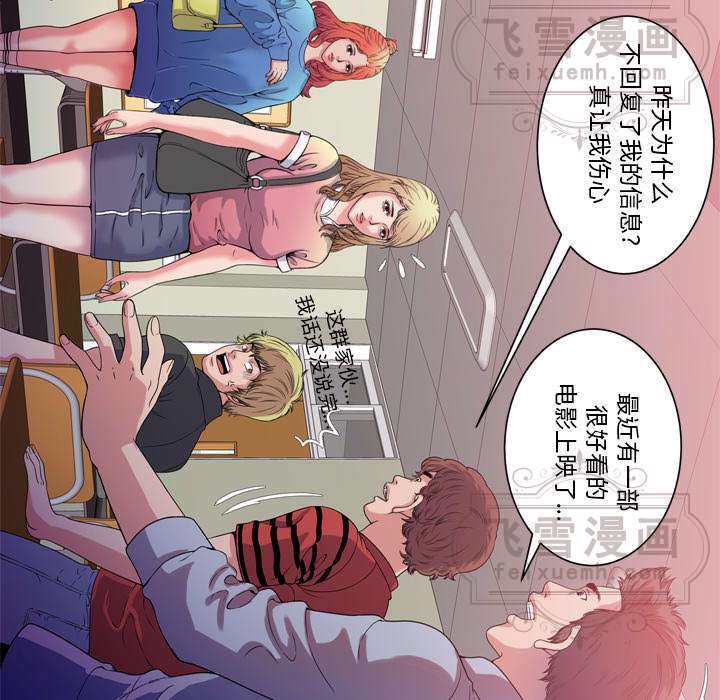 昨天为什么
不回复了我的信息?
真让我伤心
最近有一部
很好看的
电影上映了...
这群家伙....
我话还没说完...
飞雪漫画
feixuemh.com
飞雪漫画
feixuemh.com